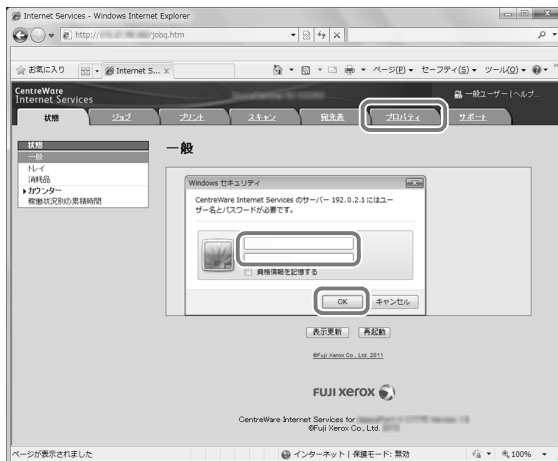 Internet Services - Windows Internet Explorer
http:// /jobq.htm
お気に入り
Internet S...
ページ(P)
セーフティ(S)
ツール(O)
CentreWare
Internet Services
一般ユーザー | ヘルプ...
状態
ジョブ
プリント
スキャン
宛先表
プロパティ
サポート
状態
一般
トレイ
消耗品
カウンター
稼働状況別の累積時間
一般
Windows セキュリティ
CentreWare Internet Services のサーバー 192.0.2.1 にはユー
ザー名とパスワードが必要です。
資格情報を記憶する
OK
キャンセル
表示更新
再起動
©Fuji Xerox Co., Ltd. 2011
FUJI XEROX
CentreWare Internet Services for
©Fuji Xerox Co., Ltd.
ページが表示されました
インターネット | 保護モード: 無効
100%